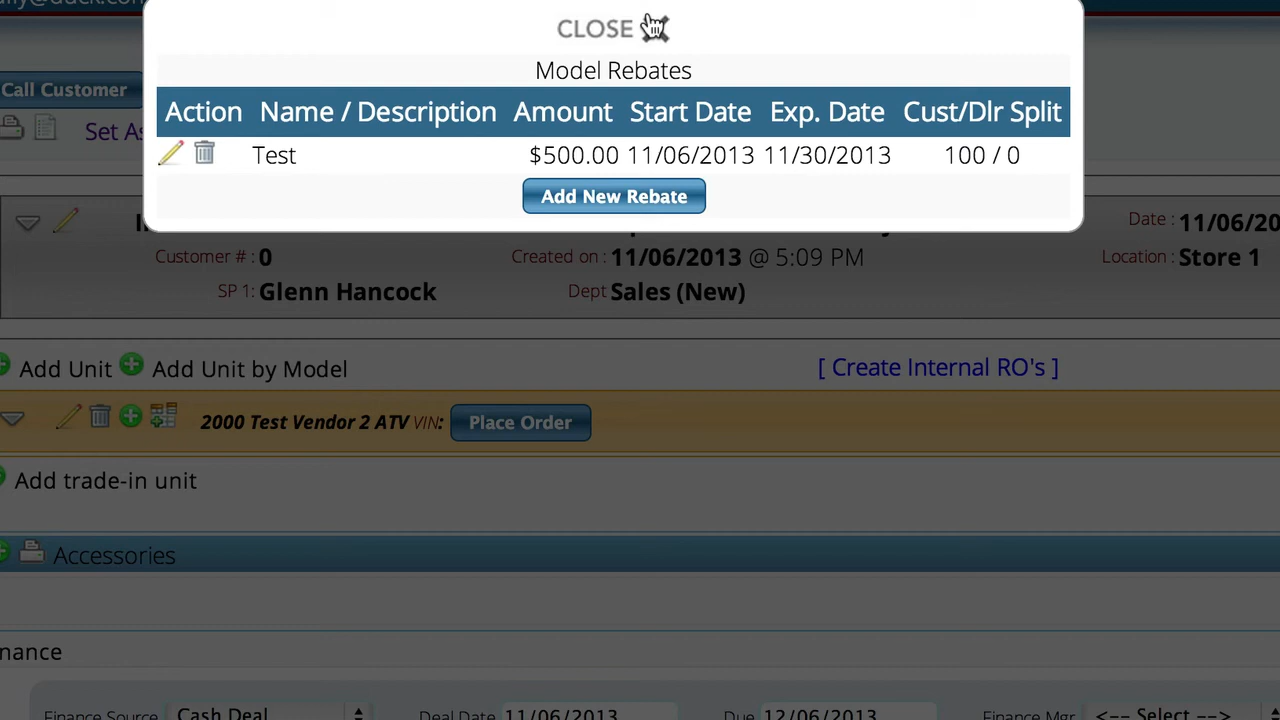 CLOSE
Model Rebates
Action Name / Description Amount Start Date Exp. Date Cust/Dlr Split
Test $500.00 11/06/2013 11/30/2013 100 / 0
Add New Rebate
Call Customer
Set As
Date : 11/06/20
Customer # : 0 Created on : 11/06/2013 @ 5:09 PM Location : Store 1
SP 1: Glenn Hancock Dept Sales (New)
Add Unit Add Unit by Model [ Create Internal RO's ]
2000 Test Vendor 2 ATV VIN: Place Order
Add trade-in unit
Accessories
nance
Finance Source Cash Deal Deal Date 11/06/2013 Due 12/06/2013 Finance Mgr <-- Select -->